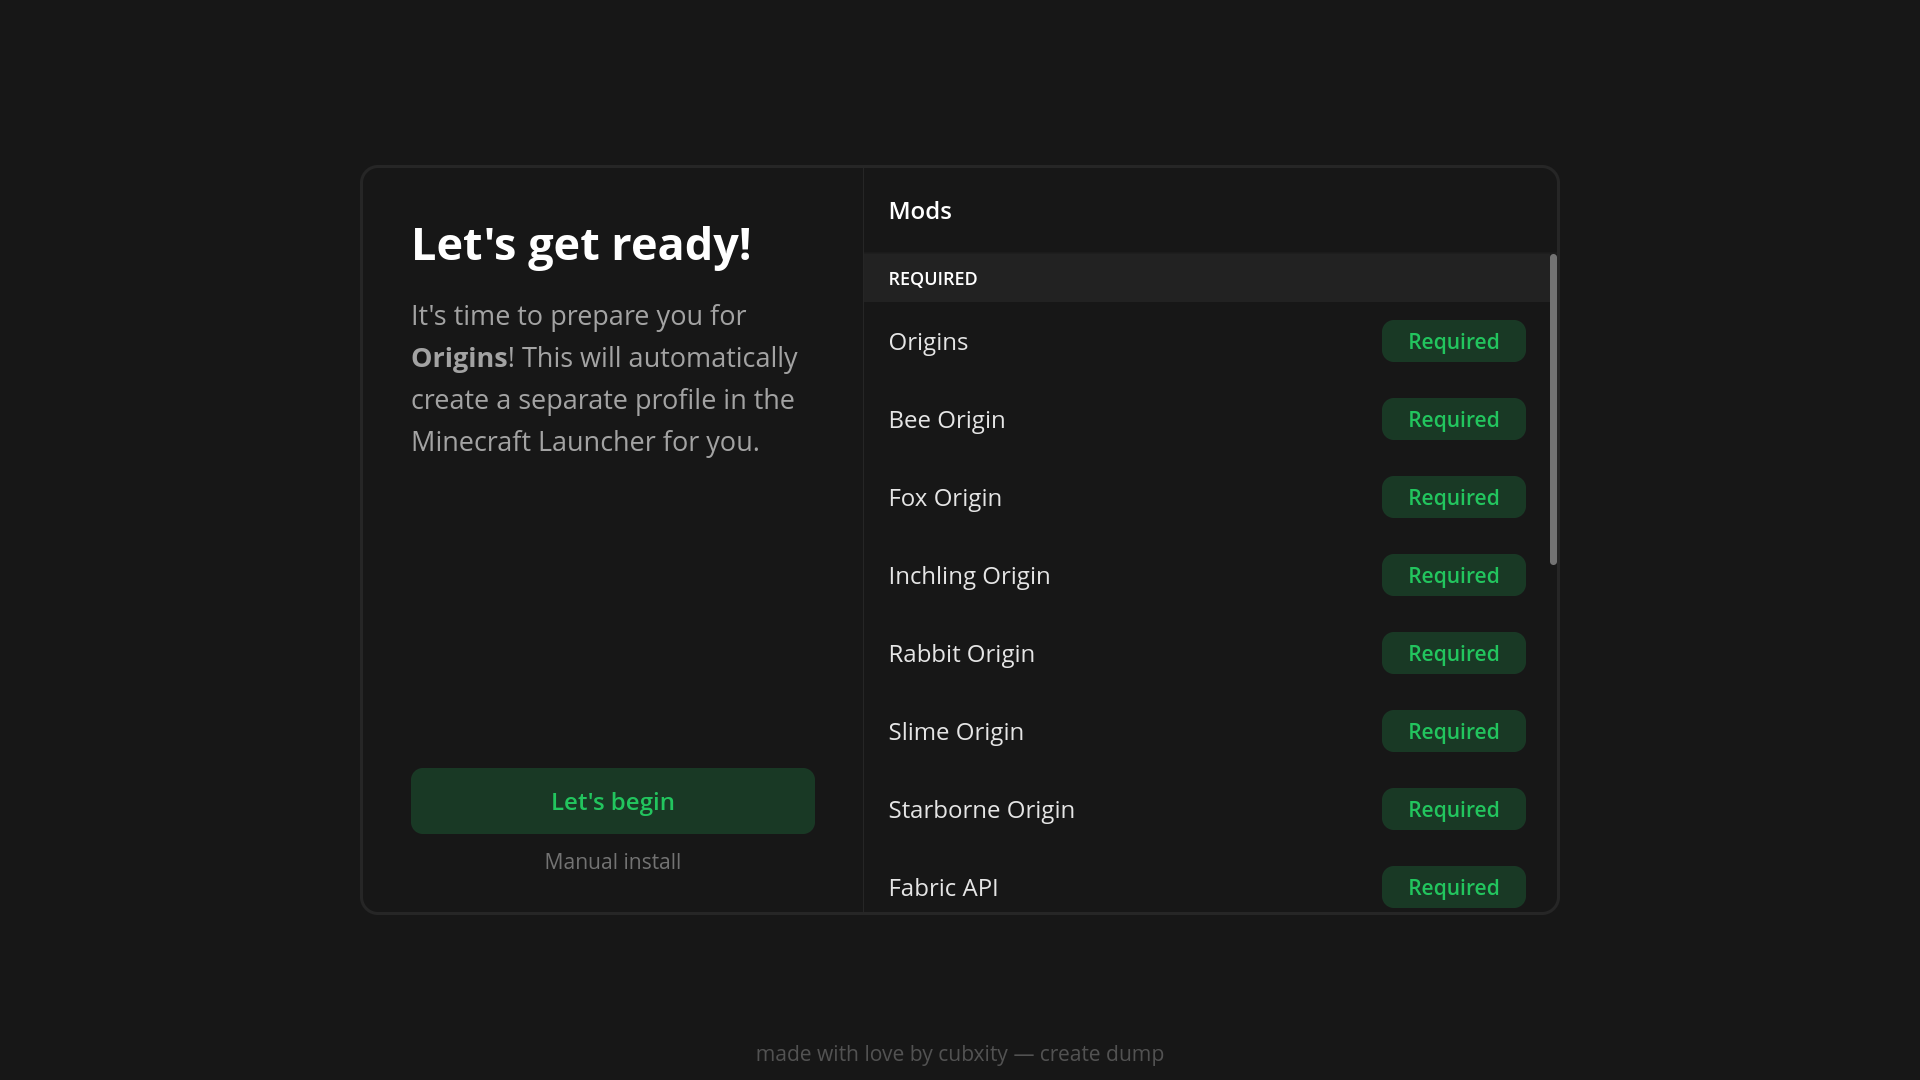 Let's get ready!
It's time to prepare you for
Origins! This will automatically
create a separate profile in the
Minecraft Launcher for you.
Let's begin
Manual install
Mods
REQUIRED
Origins Required
Bee Origin Required
Fox Origin Required
Inchling Origin Required
Rabbit Origin Required
Slime Origin Required
Starborne Origin Required
Fabric API Required
made with love by cubxity — create dump